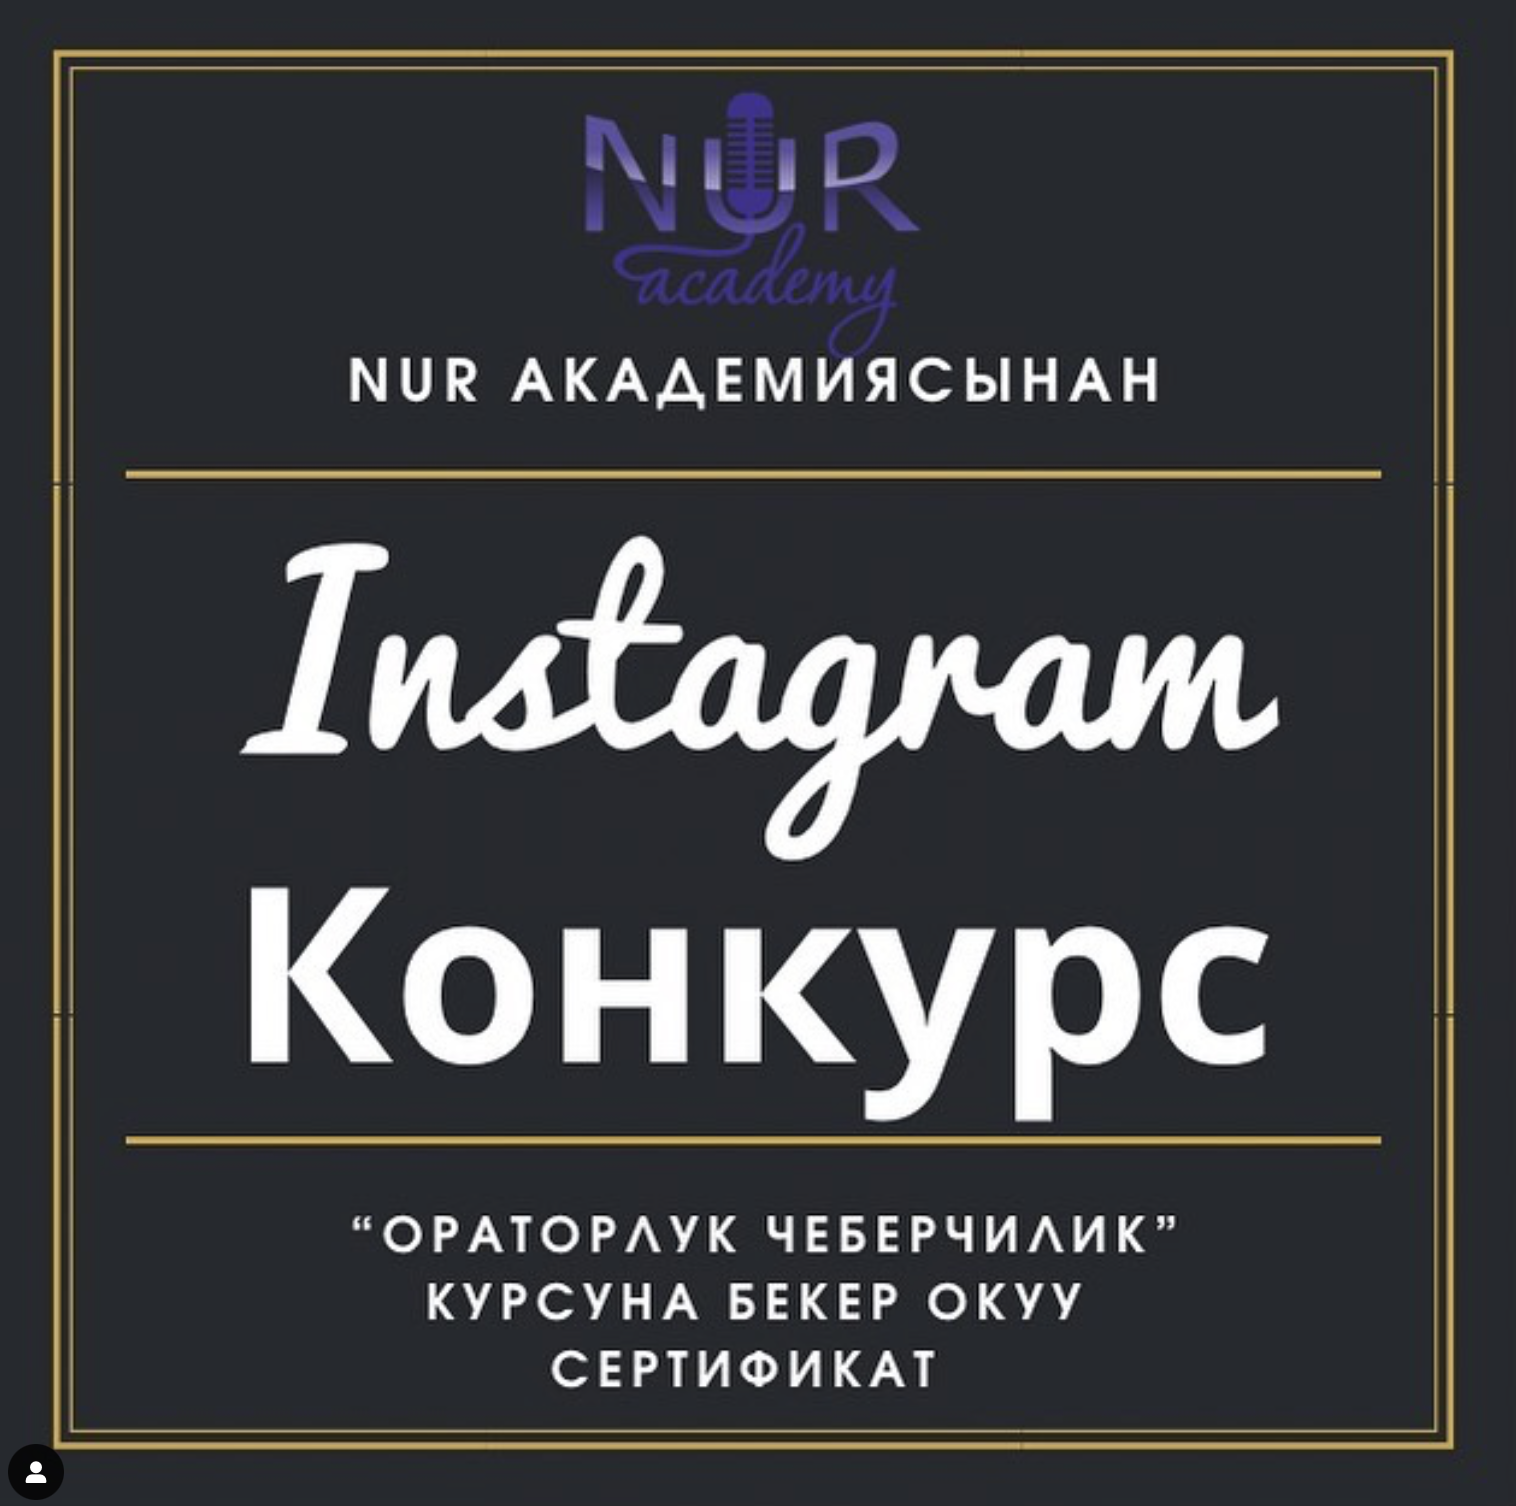 NUR
academy
NUR АКАДЕМИЯСЫНАН
Instagram
Конкурс
“ОРАТОРЛУК ЧЕБЕРЧИЛИК”
КУРСУНА БЕКЕР ОКУУ
СЕРТИФИКАТ